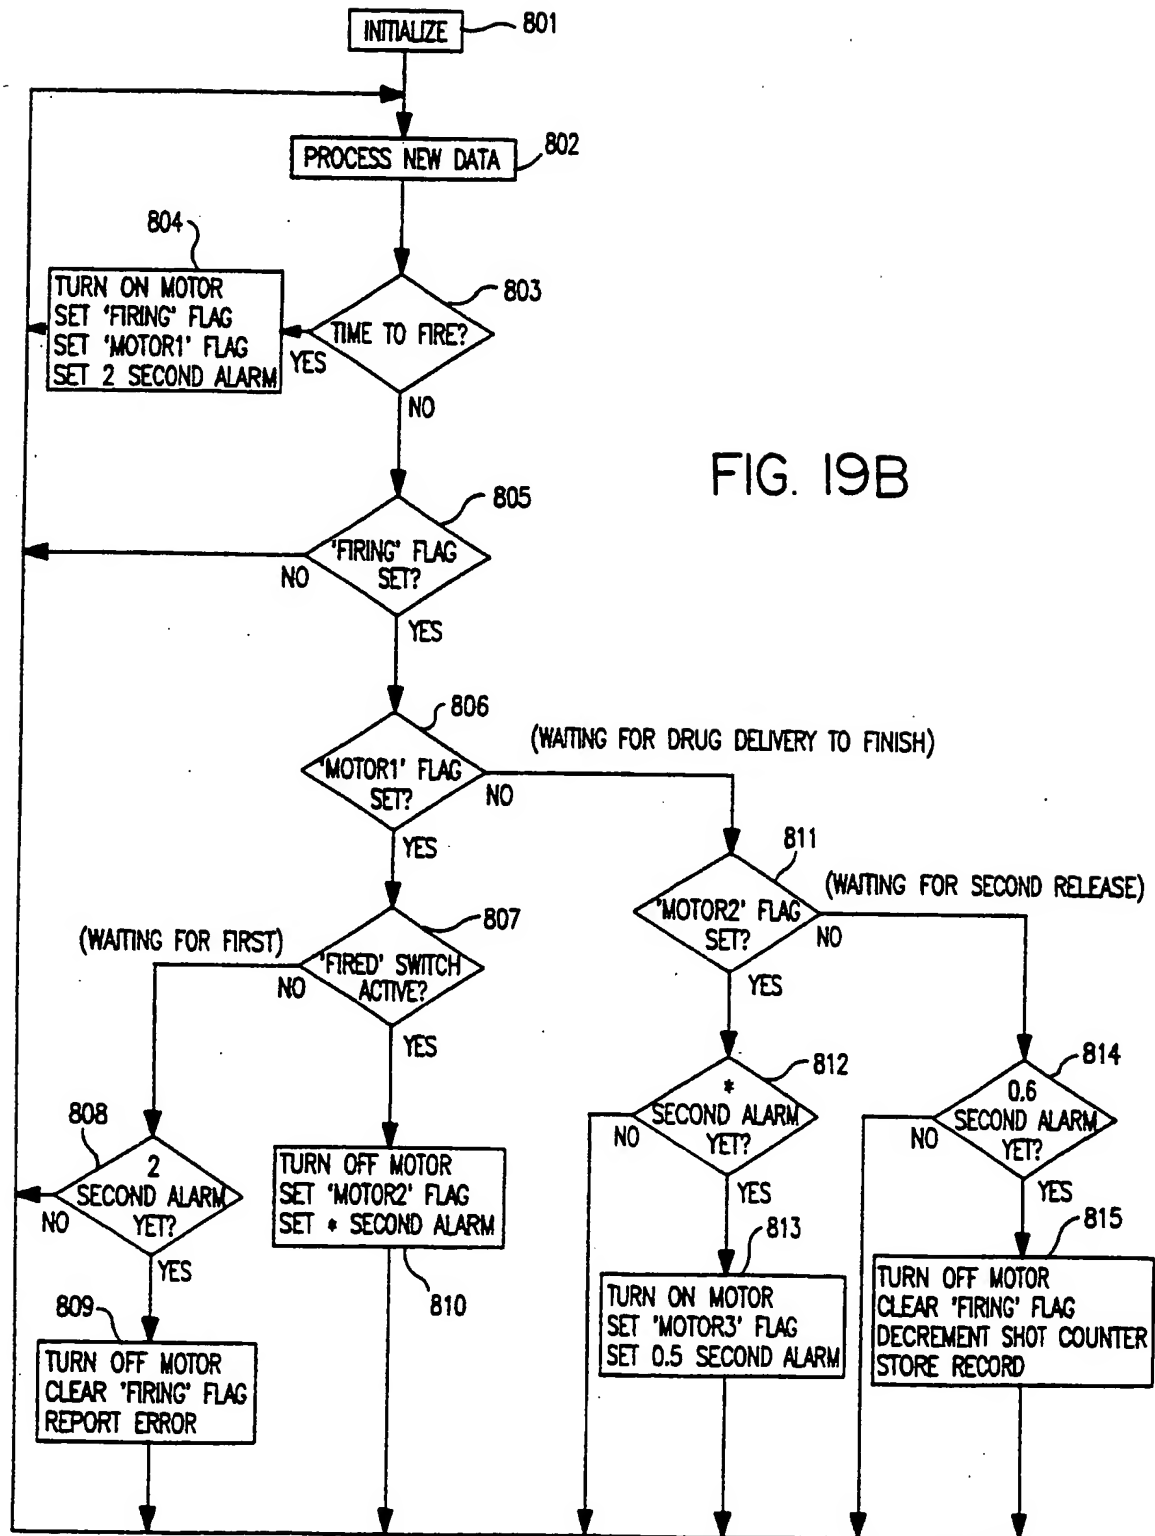 INITIALIZE
801
PROCESS NEW DATA
802
804
TURN ON MOTOR
SET 'FIRING' FLAG
SET 'MOTOR1' FLAG
SET 2 SECOND ALARM
803
TIME TO FIRE?
YES
NO
FIG. 19B
805
'FIRING' FLAG
SET?
NO
YES
806
(WAITING FOR DRUG DELIVERY TO FINISH)
'MOTOR1' FLAG
SET?
NO
YES
811
(WAITING FOR SECOND RELEASE)
'MOTOR2' FLAG
SET?
NO
YES
807
(WAITING FOR FIRST)
'FIRED' SWITCH
ACTIVE?
NO
YES
812
*
SECOND ALARM
YET?
NO
YES
814
0.6
SECOND ALARM
YET?
NO
YES
808
2
SECOND ALARM
YET?
NO
YES
TURN OFF MOTOR
SET 'MOTOR2' FLAG
SET * SECOND ALARM
810
813
TURN ON MOTOR
SET 'MOTOR3' FLAG
SET 0.5 SECOND ALARM
815
TURN OFF MOTOR
CLEAR 'FIRING' FLAG
DECREMENT SHOT COUNTER
STORE RECORD
809
TURN OFF MOTOR
CLEAR 'FIRING' FLAG
REPORT ERROR